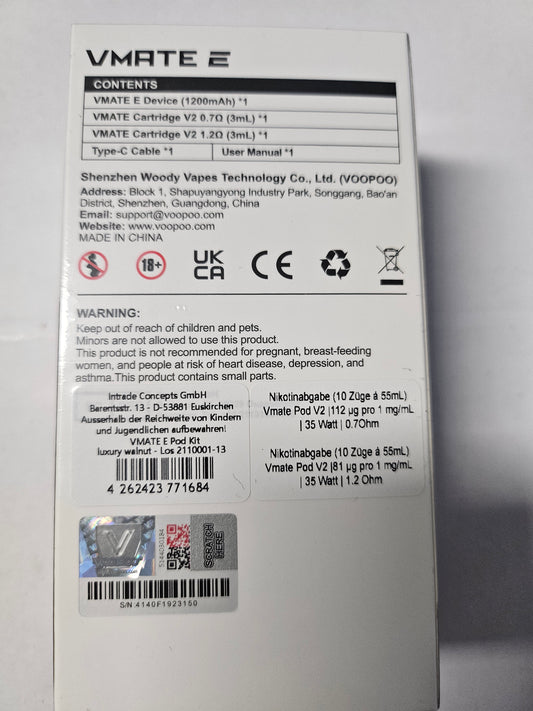 VMATE E
CONTENTS
VMATE E Device (1200mAh) *1
VMATE Cartridge V2 0.7Ω (3mL) *1
VMATE Cartridge V2 1.2Ω (3mL) *1
Type-C Cable *1 User Manual *1
Shenzhen Woody Vapes Technology Co., Ltd. (VOOPOO)
Address: Block 1, Shapuyangyong Industry Park, Songgang, Bao'an
District, Shenzhen, Guangdong, China
Email: support@voopoo.com
Website: www.voopoo.com
MADE IN CHINA
18+ UK CA CE
WARNING:
Keep out of reach of children and pets.
Minors are not allowed to use this product.
This product is not recommended for pregnant, breast-feeding
women, and people at risk of heart disease, depression, and
asthma.This product contains small parts.
Intrade Concepts GmbH
Barentsstr. 13 - D-53881 Euskirchen
Ausserhalb der Reichweite von Kindern
und Jugendlichen aufbewahren!
VMATE E Pod Kit
luxury walnut - Los 2110001-13
4 262423 771684
Nikotinabgabe (10 Züge á 55mL)
Vmate Pod V2 |112 µg pro 1 mg/mL
| 35 Watt | 0.7Ohm
Nikotinabgabe (10 Züge á 55mL)
Vmate Pod V2 |81 µg pro 1 mg/mL
| 35 Watt | 1.2 Ohm
5144030184
SCRATCH
HERE
S/N:4140F1923150